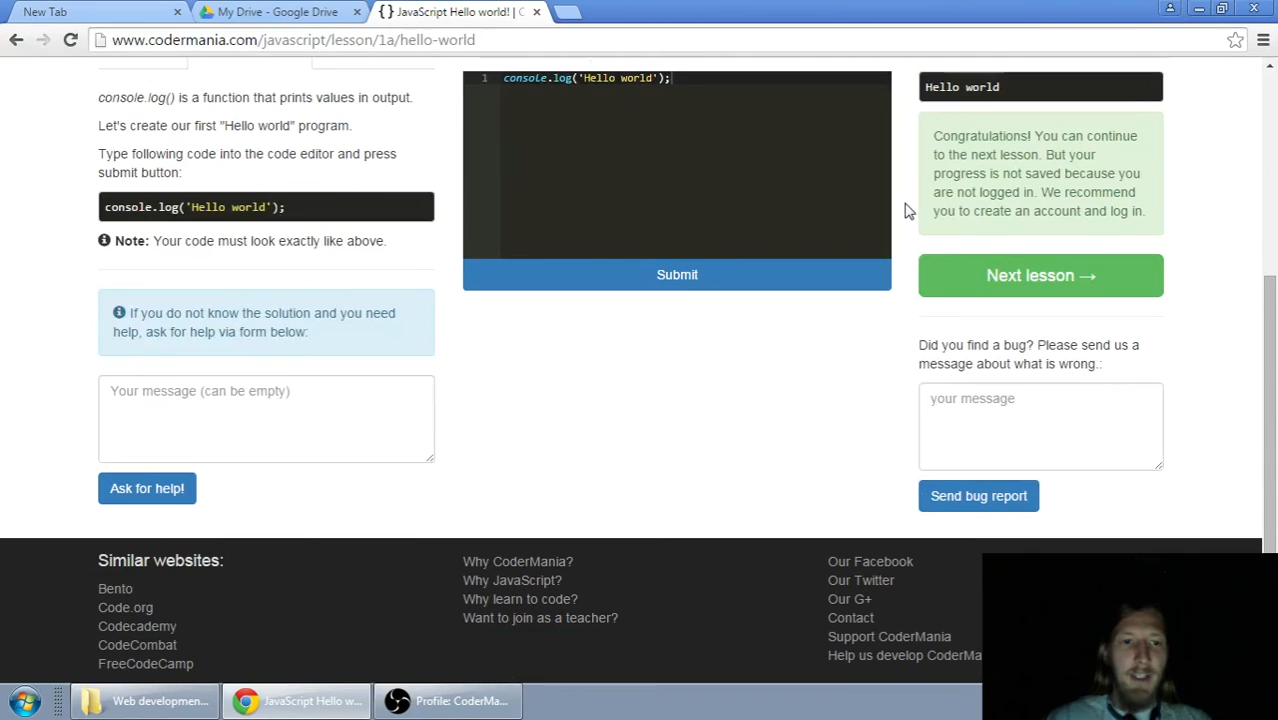 New Tab
My Drive - Google Drive
{ } JavaScript Hello world! | C
www.codermania.com/javascript/lesson/1a/hello-world
console.log() is a function that prints values in output.
Let's create our first "Hello world" program.
Type following code into the code editor and press
submit button:
console.log('Hello world');
Note: Your code must look exactly like above.
If you do not know the solution and you need
help, ask for help via form below:
Your message (can be empty)
Ask for help!
1 console.log('Hello world');
Submit
Hello world
Congratulations! You can continue
to the next lesson. But your
progress is not saved because you
are not logged in. We recommend
you to create an account and log in.
Next lesson →
Did you find a bug? Please send us a
message about what is wrong.:
your message
Send bug report
Similar websites:
Bento
Code.org
Codecademy
CodeCombat
FreeCodeCamp
Why CoderMania?
Why JavaScript?
Why learn to code?
Want to join as a teacher?
Our Facebook
Our Twitter
Our G+
Contact
Support CoderMania
Help us develop CoderMa
Web developmen...
JavaScript Hello w...
Profile: CoderMa...